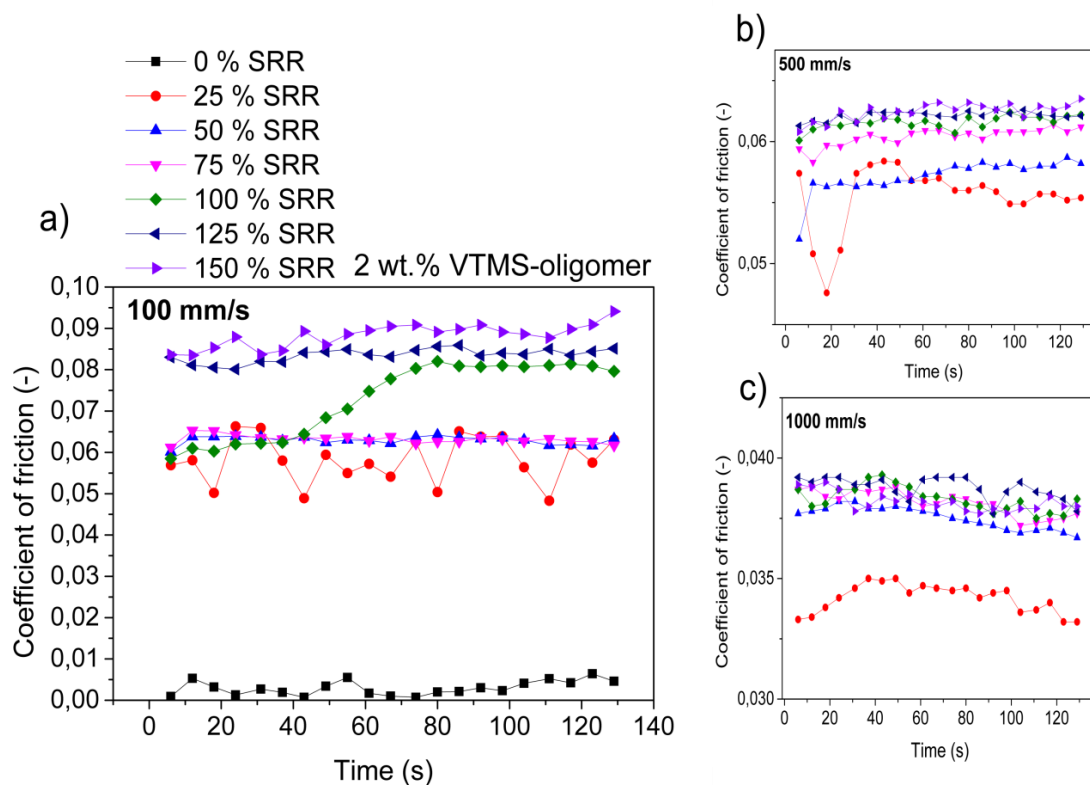 0 % SRR
25 % SRR
50 % SRR
75 % SRR
100 % SRR
125 % SRR
150 % SRR
2 wt.% VTMS-oligomer
a)
100 mm/s
Coefficient of friction (-)
0,10
0,09
0,08
0,07
0,06
0,05
0,04
0,03
0,02
0,01
0,00
0 20 40 60 80 100 120 140
Time (s)
b)
500 mm/s
Coefficient of friction (-)
0,06
0,05
0 20 40 60 80 100 120
Time (s)
c)
1000 mm/s
Coefficient of friction (-)
0,040
0,035
0,030
0 20 40 60 80 100 120
Time (s)